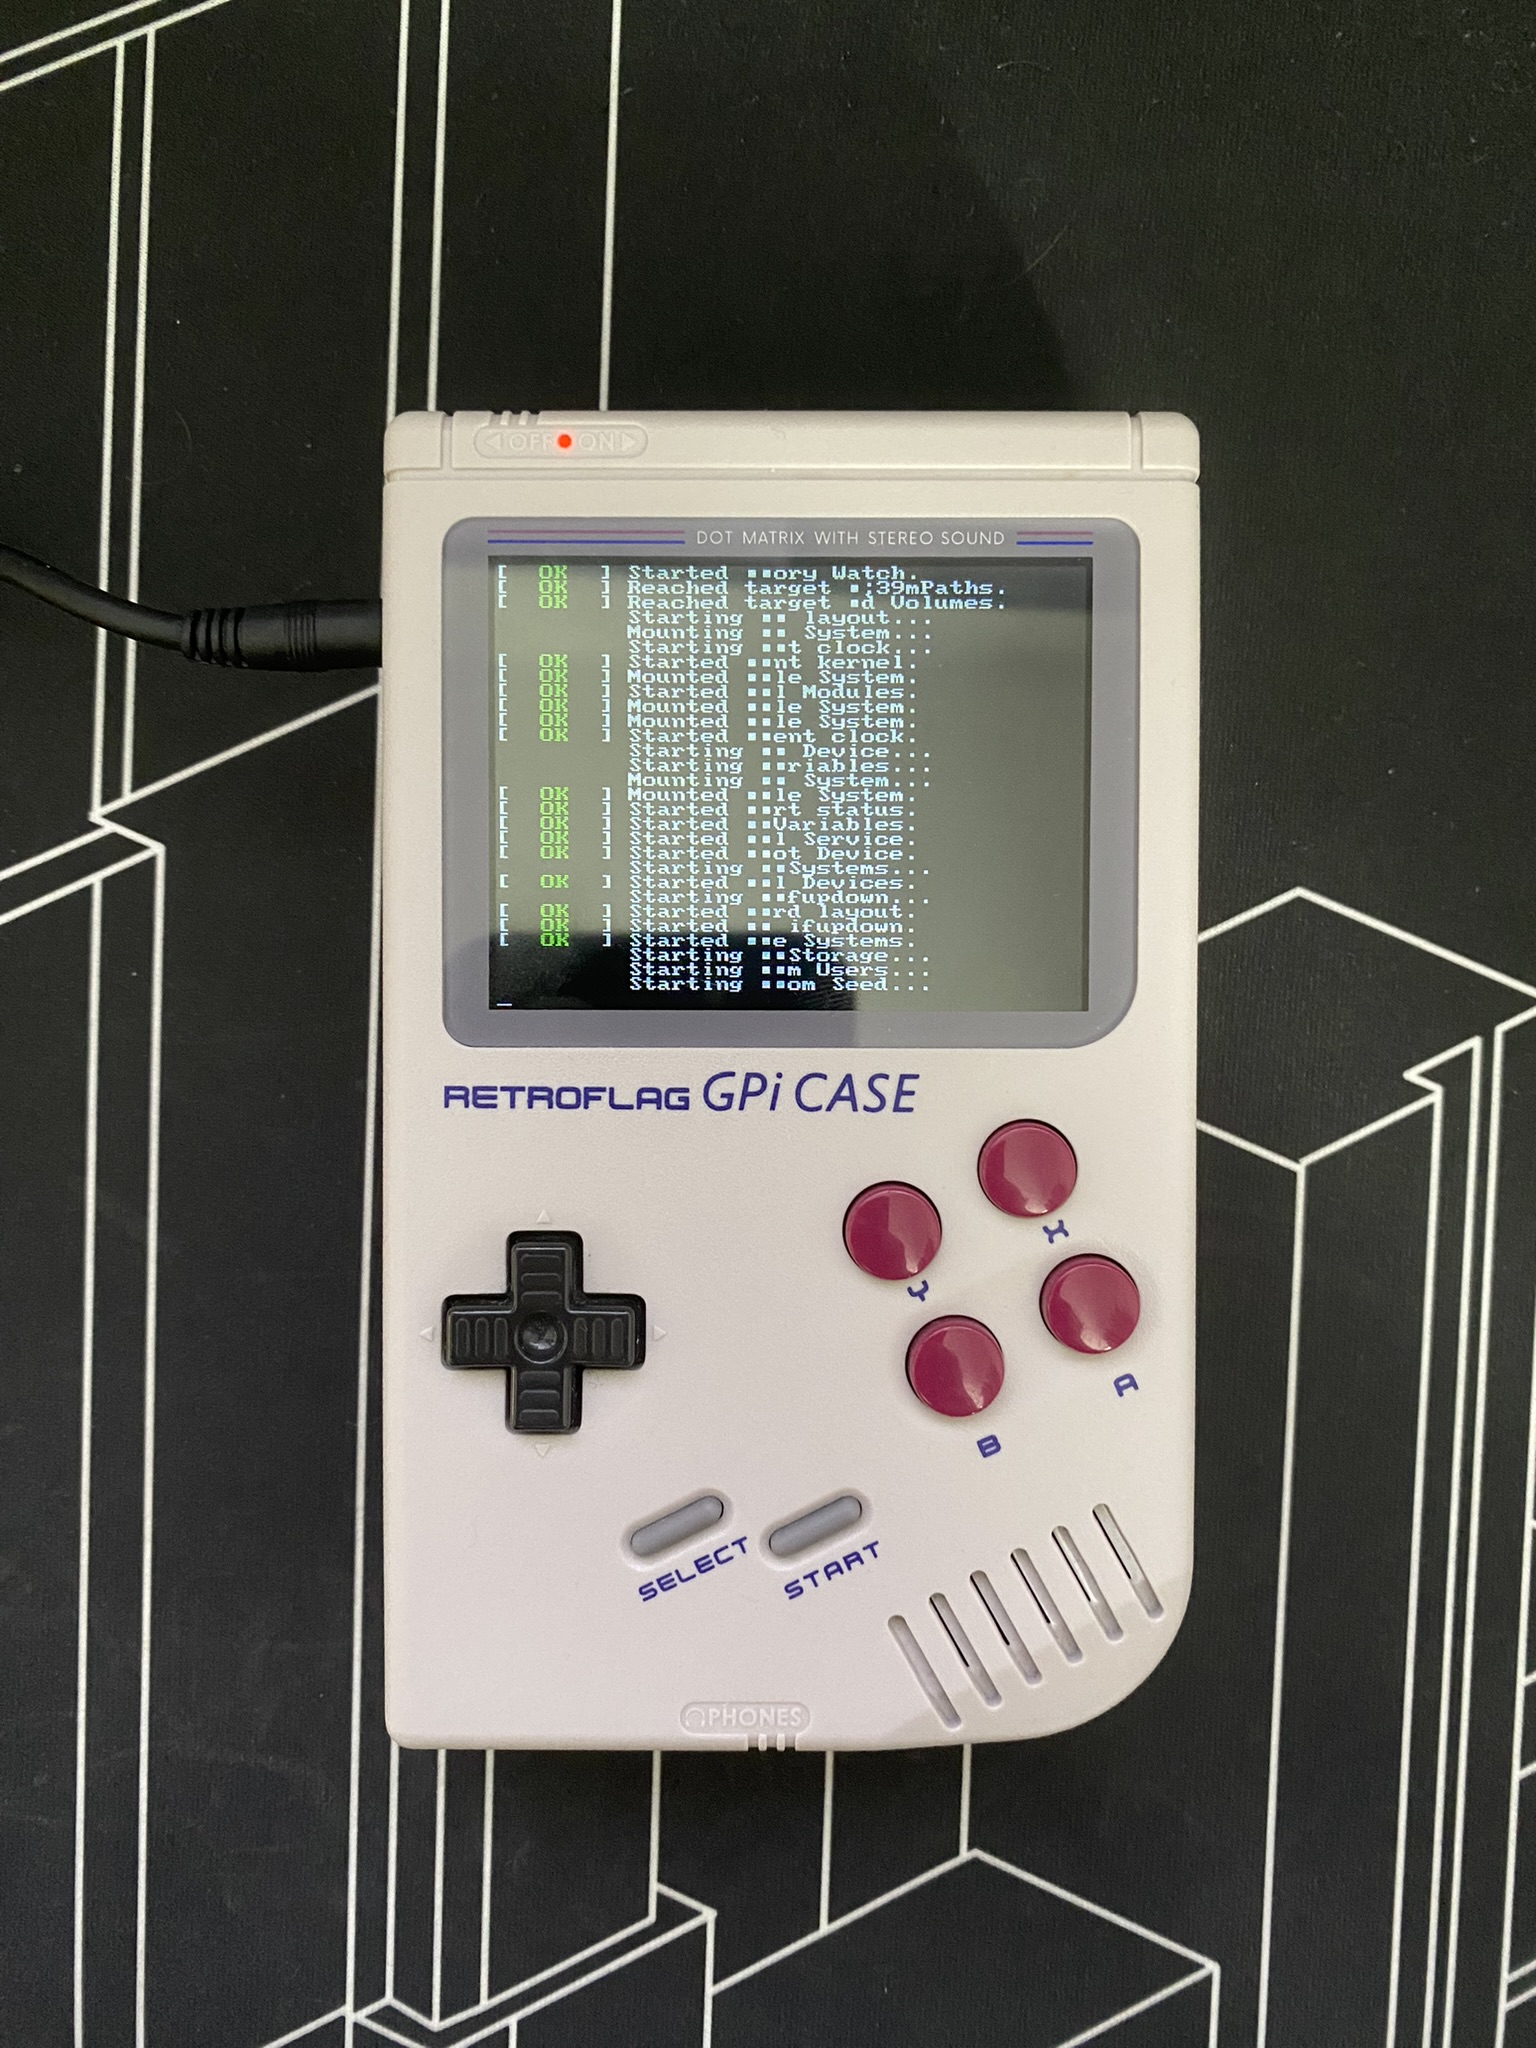 OFF ON
DOT MATRIX WITH STEREO SOUND
[ OK ] Started ▪▪ory Watch.
[ OK ] Reached target ▪;39mPaths.
[ OK ] Reached target ▪d Volumes.
Starting ▪▪ layout...
Mounting ▪▪ System...
Starting ▪▪t clock...
[ OK ] Started ▪▪nt kernel.
[ OK ] Mounted ▪▪le System.
[ OK ] Started ▪▪l Modules.
[ OK ] Mounted ▪▪le System.
[ OK ] Mounted ▪▪le System.
[ OK ] Started ▪▪ent clock.
Starting ▪▪ Device...
Starting ▪▪riables...
Mounting ▪▪ System...
[ OK ] Mounted ▪▪le System.
[ OK ] Started ▪▪rt status.
[ OK ] Started ▪▪Variables.
[ OK ] Started ▪▪l Service.
[ OK ] Started ▪▪ot Device.
Starting ▪▪Systems...
[ OK ] Started ▪▪l Devices.
Starting ▪▪fupdown...
[ OK ] Started ▪▪rd layout.
[ OK ] Started ▪▪ ifupdown.
[ OK ] Started ▪▪e Systems.
Starting ▪▪Storage...
Starting ▪▪m Users...
Starting ▪▪om Seed...
_
RETROFLAG GPi CASE
X
Y
A
B
SELECT START
PHONES